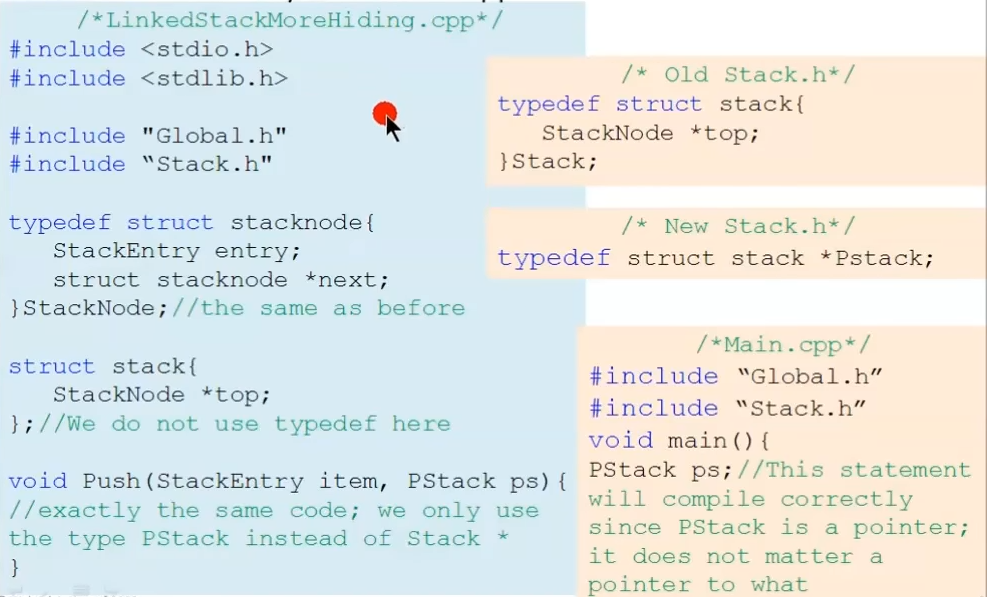 /*LinkedStackMoreHiding.cpp*/
#include <stdio.h>
#include <stdlib.h>
#include "Global.h"
#include “Stack.h"
typedef struct stacknode{
StackEntry entry;
struct stacknode *next;
}StackNode;//the same as before
struct stack{
StackNode *top;
};//We do not use typedef here
void Push(StackEntry item, PStack ps){
//exactly the same code; we only use
the type PStack instead of Stack *
}
/* Old Stack.h*/
typedef struct stack{
StackNode *top;
}Stack;
/* New Stack.h*/
typedef struct stack *Pstack;
/*Main.cpp*/
#include “Global.h”
#include “Stack.h”
void main(){
PStack ps;//This statement
will compile correctly
since PStack is a pointer;
it does not matter a
pointer to what